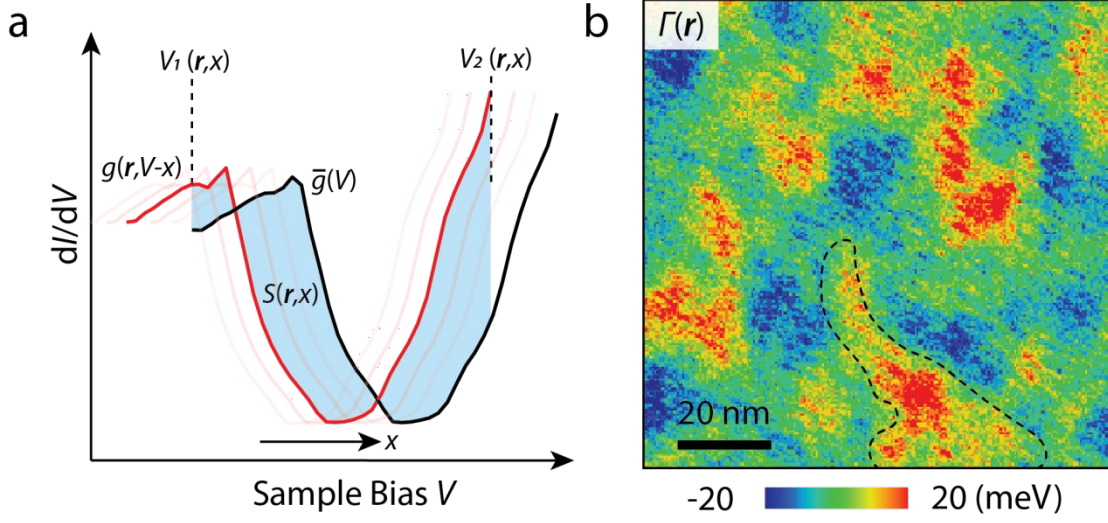 a
V₁(r,x)
V₂(r,x)
g(r,V-x)
g̅(V)
S(r,x)
x
dI/dV
Sample Bias V
b
Γ(r)
20 nm
-20
20 (meV)